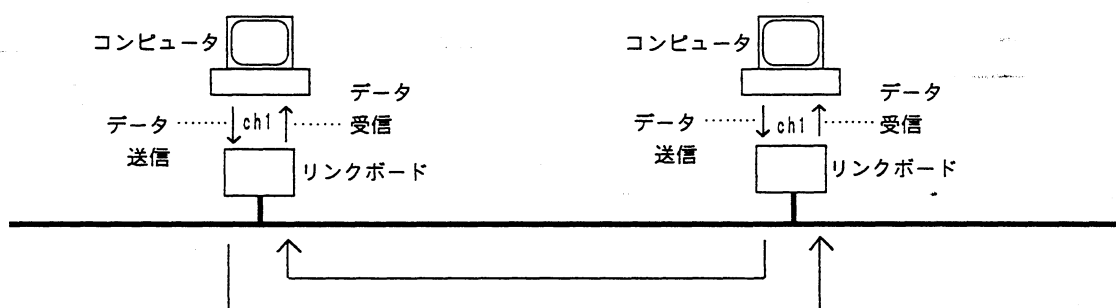 コンピュータ
データ
送信
ch1
データ
受信
リンクボード
コンピュータ
データ
送信
ch1
データ
受信
リンクボード